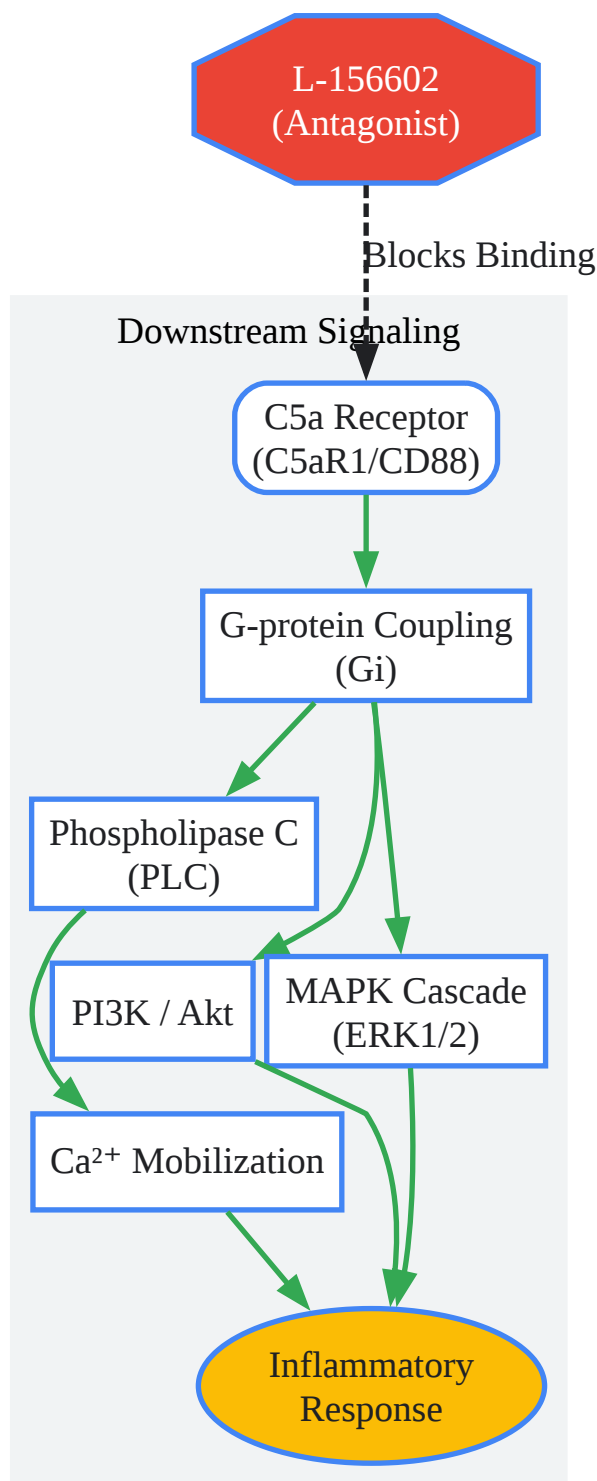 L-156602
(Antagonist)
Blocks Binding
Downstream Signaling
C5a Receptor
(C5aR1/CD88)
G-protein Coupling
(Gi)
Phospholipase C
(PLC)
PI3K / Akt
MAPK Cascade
(ERK1/2)
Ca²⁺ Mobilization
Inflammatory
Response